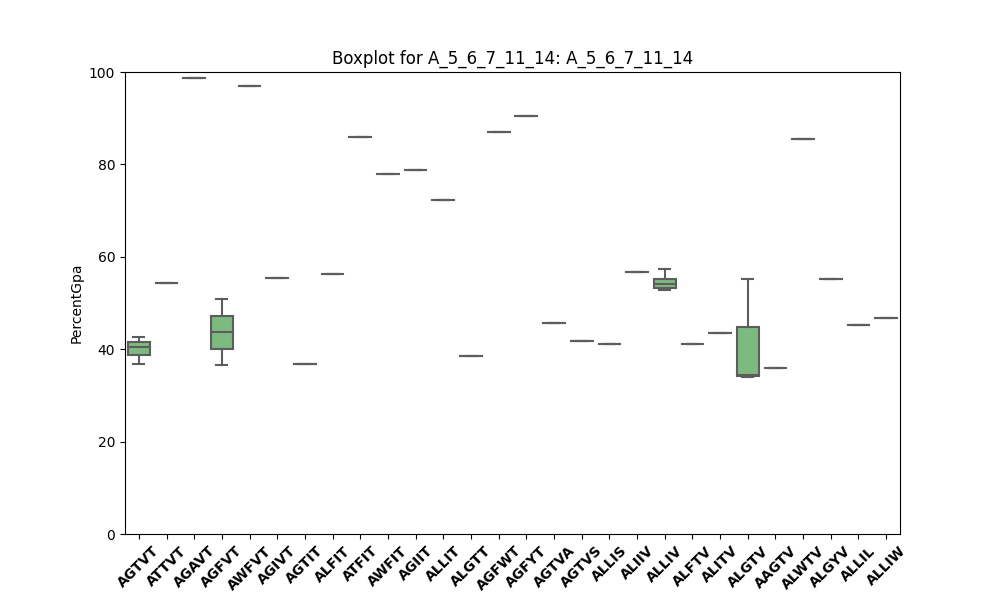 Boxplot for A_5_6_7_11_14: A_5_6_7_11_14
PercentGpa
100
80
60
40
20
0
AGTVT
ATTVT
AGAVT
AGFVT
AWFVT
AGIVT
AGTIT
ALFIT
ATFIT
AWFIT
AGIIT
ALLIT
ALGTT
AGFWT
AGFYT
AGTVA
AGTVS
ALLIS
ALIIV
ALLIV
ALFTV
ALITV
ALGTV
AAGTV
ALWTV
ALGYV
ALLIL
ALLIW